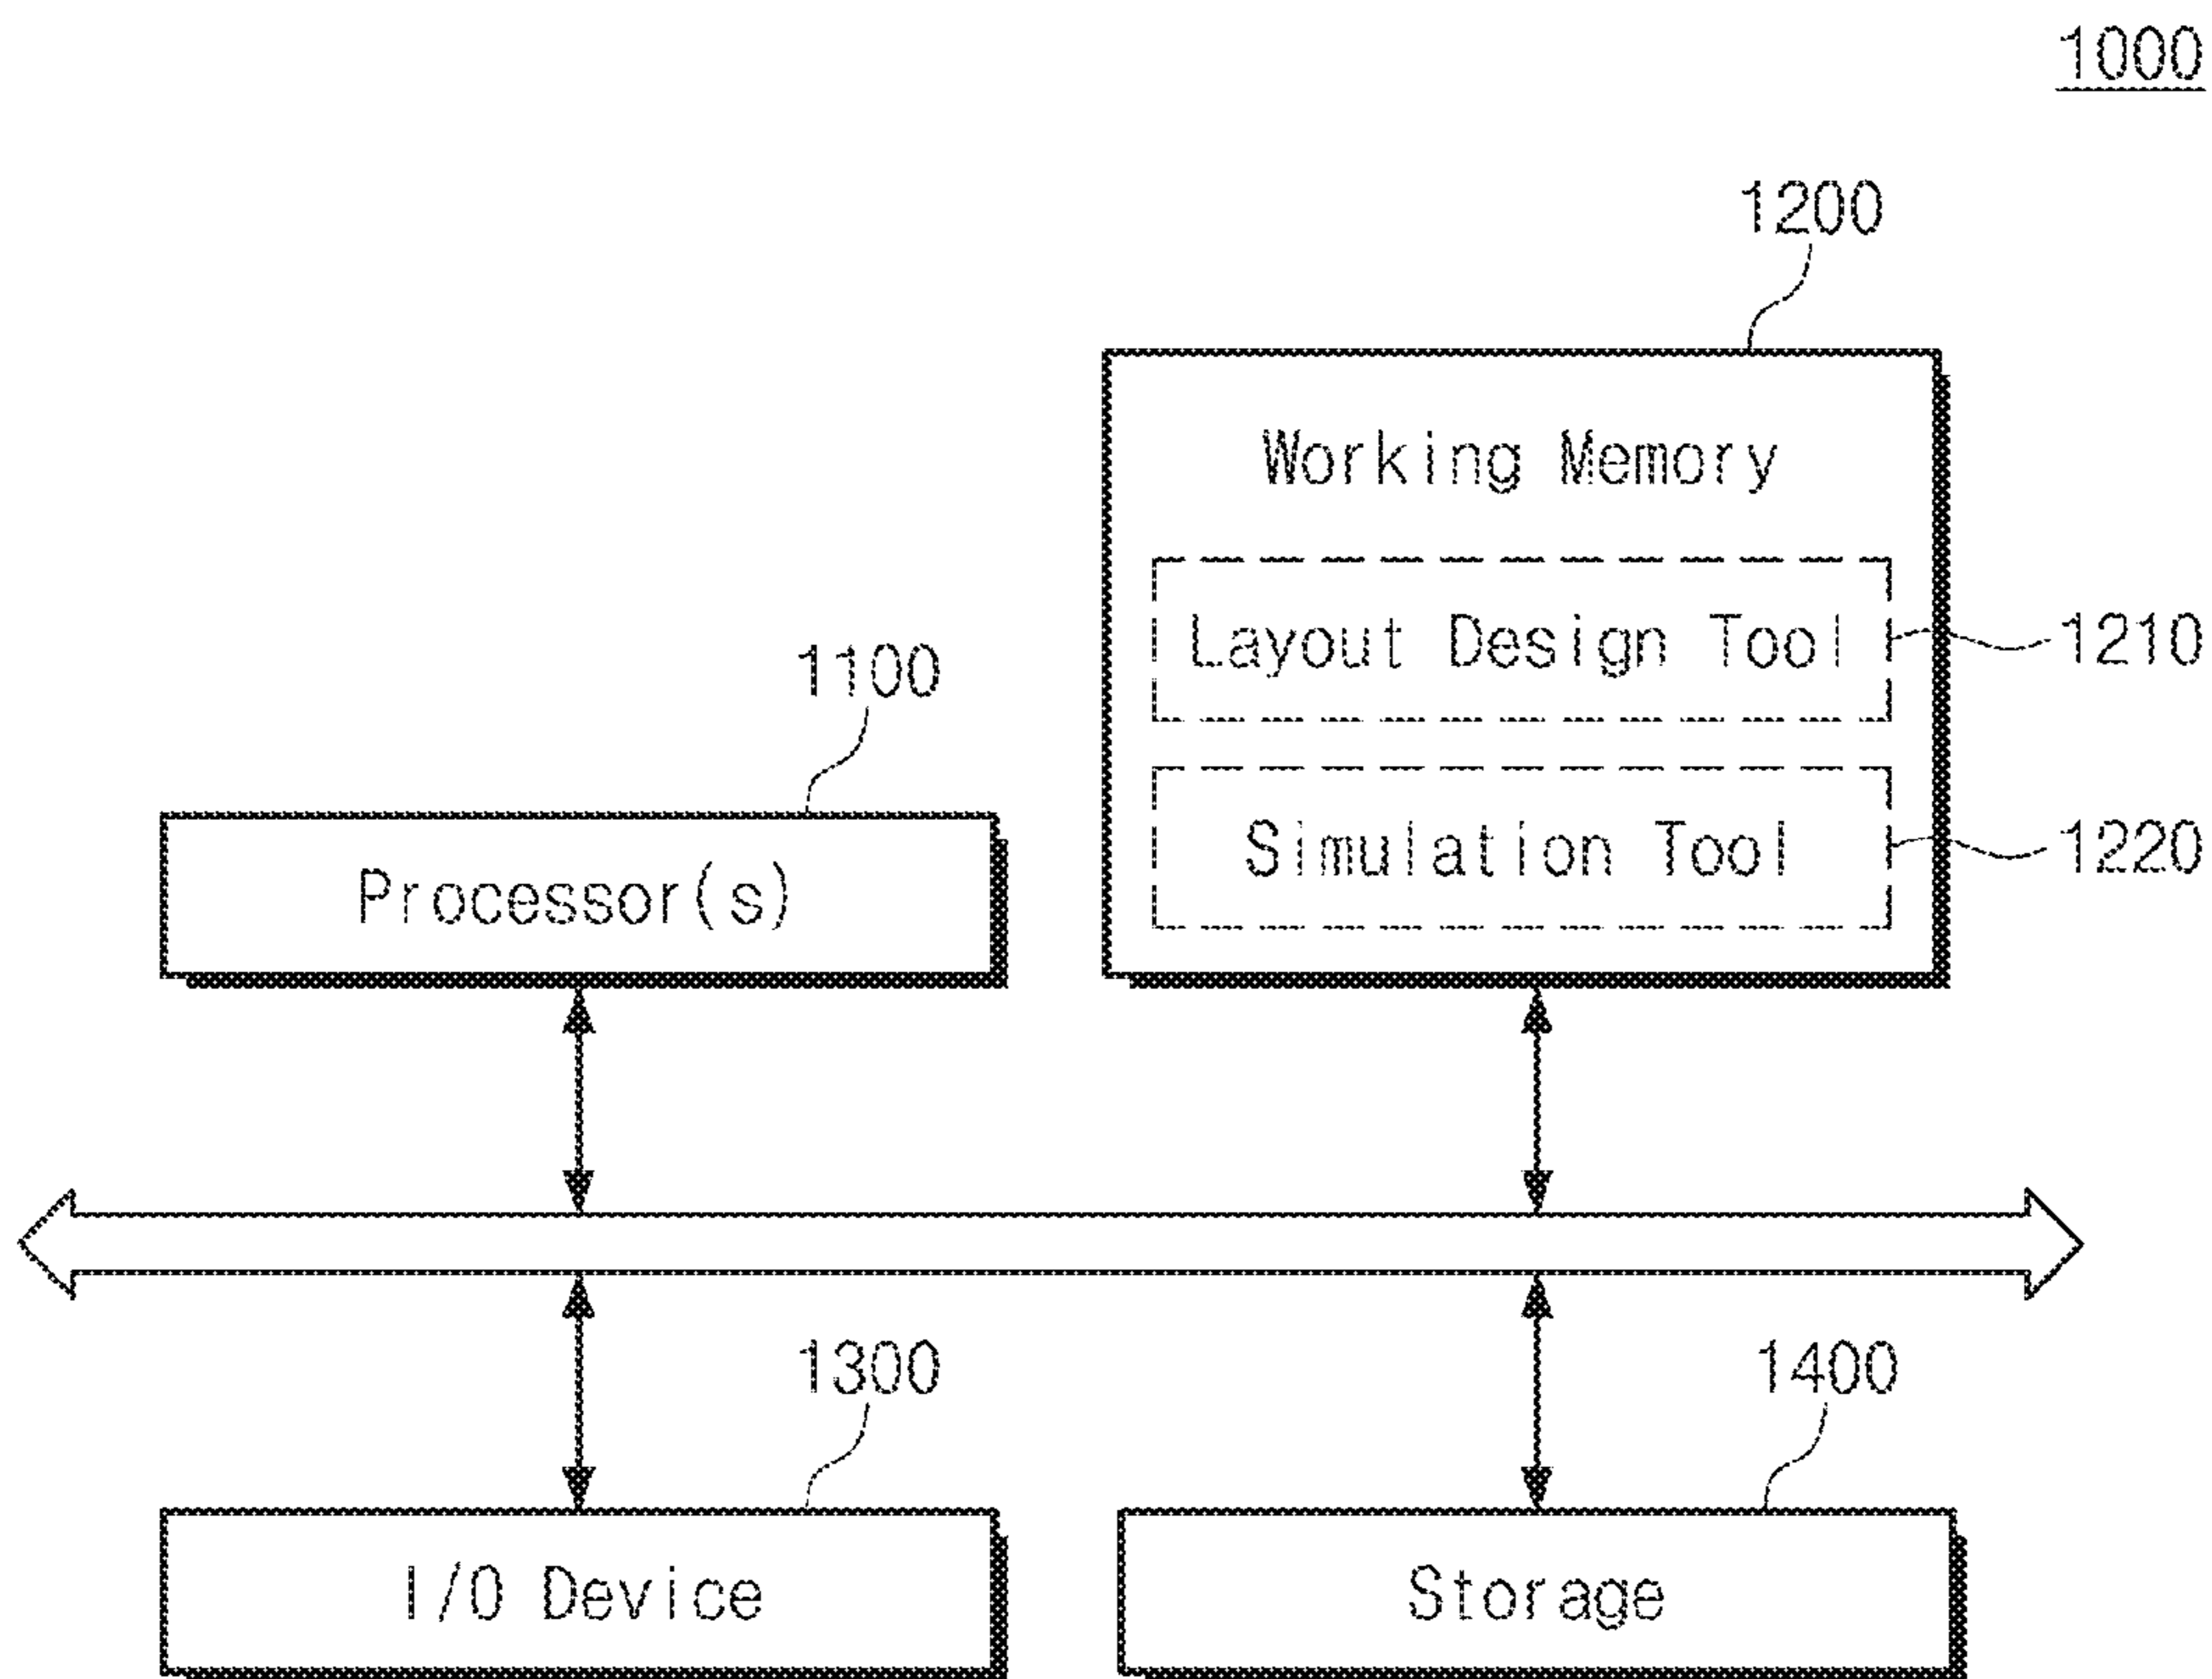 1000
1200
Working Memory
Layout Design Tool
1210
1100
Simulation Tool
1220
Processor(s)
1300
1400
I/O Device
Storage